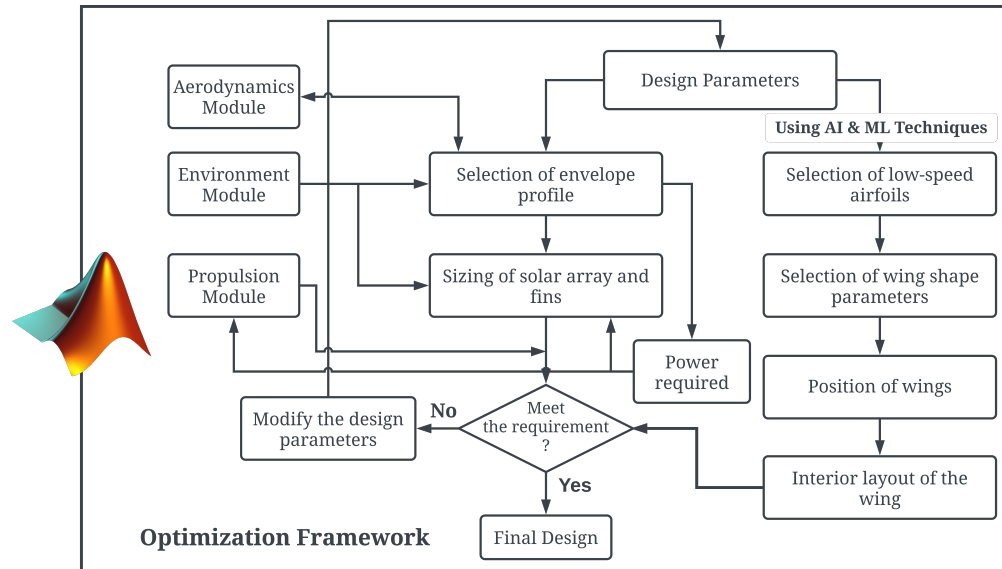 Design Parameters
Aerodynamics
Module
Using AI & ML Techniques
Environment
Module
Selection of envelope
profile
Selection of low-speed
airfoils
Propulsion
Module
Sizing of solar array and
fins
Selection of wing shape
parameters
Power
required
Position of wings
Modify the design
parameters
No
Meet
the requirement
?
Interior layout of the
wing
Yes
Final Design
Optimization Framework